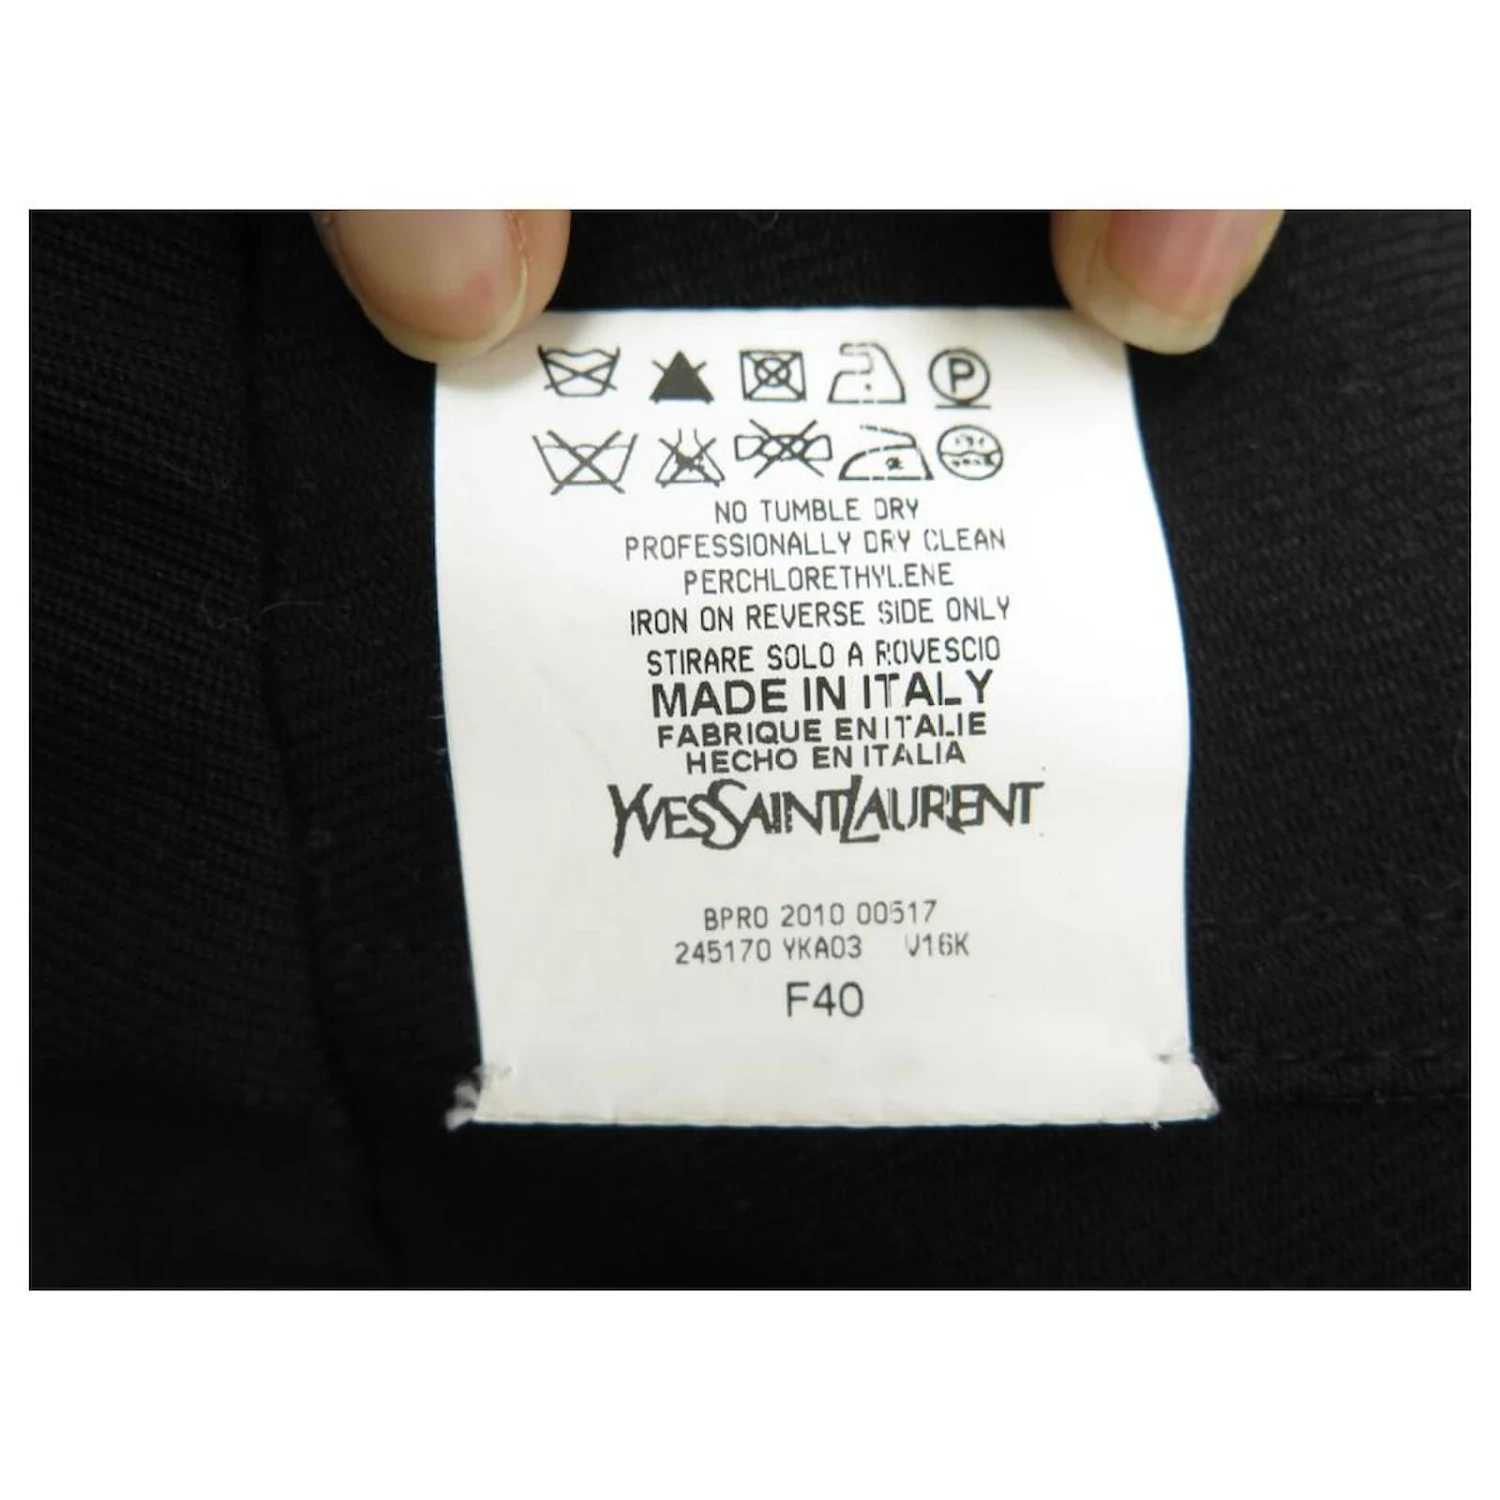 P
NO TUMBLE DRY
PROFESSIONALLY DRY CLEAN
PERCHLORETHYLENE
IRON ON REVERSE SIDE ONLY
STIRARE SOLO A ROVESCIO
MADE IN ITALY
FABRIQUE EN ITALIE
HECHO EN ITALIA
YVESSAINTLAURENT
BPRO 2010 00517
245170 YKA03 V16K
F40